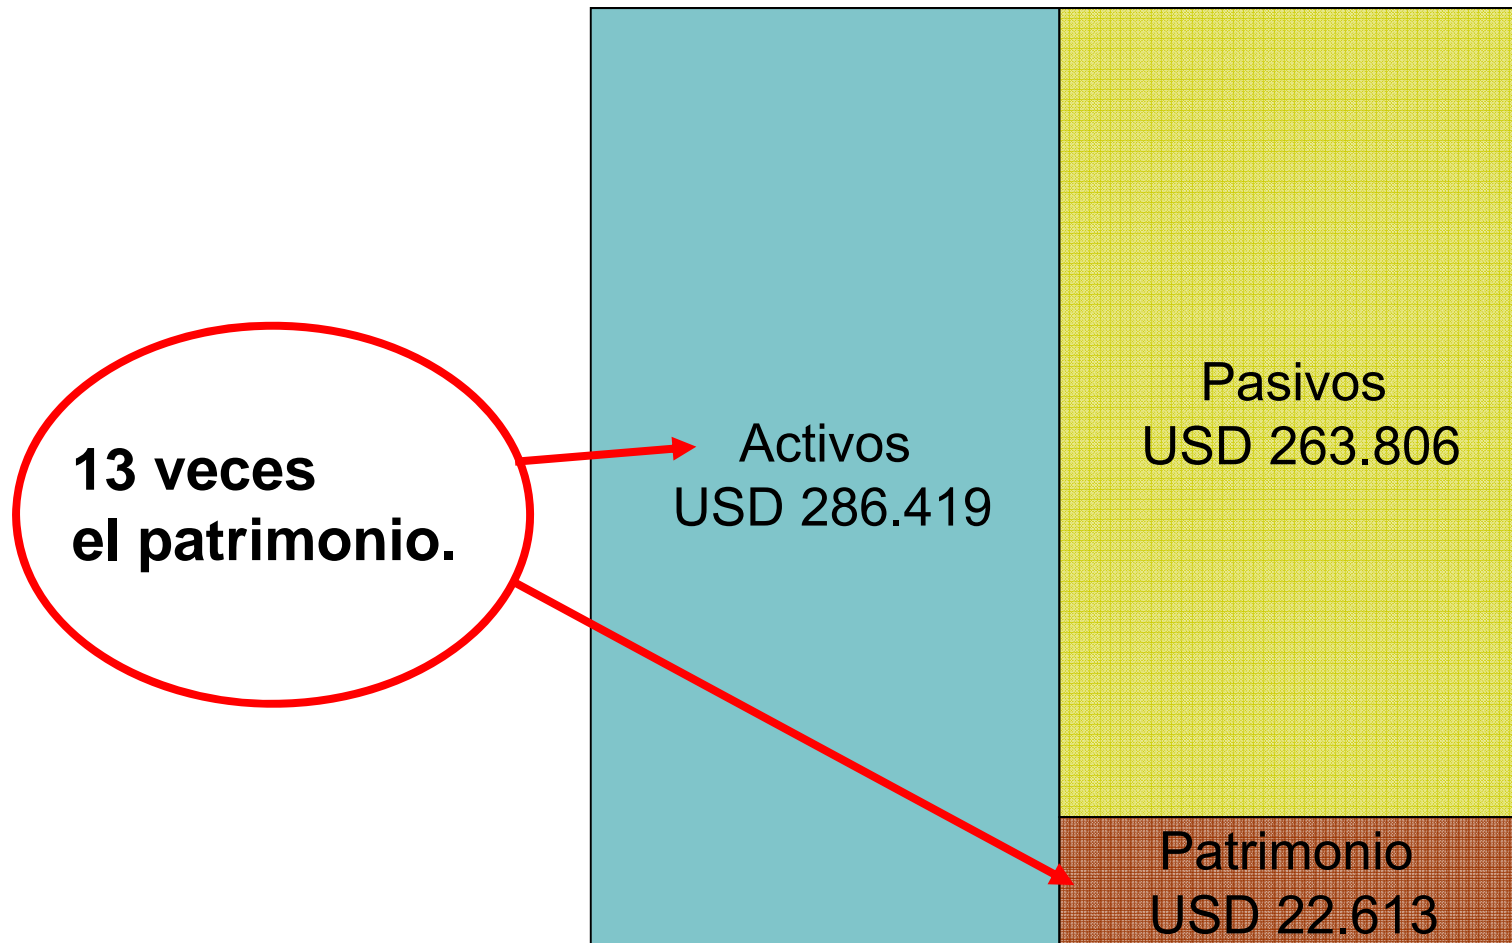 13 veces
el patrimonio.
Activos
USD 286.419
Pasivos
USD 263.806
Patrimonio
USD 22.613